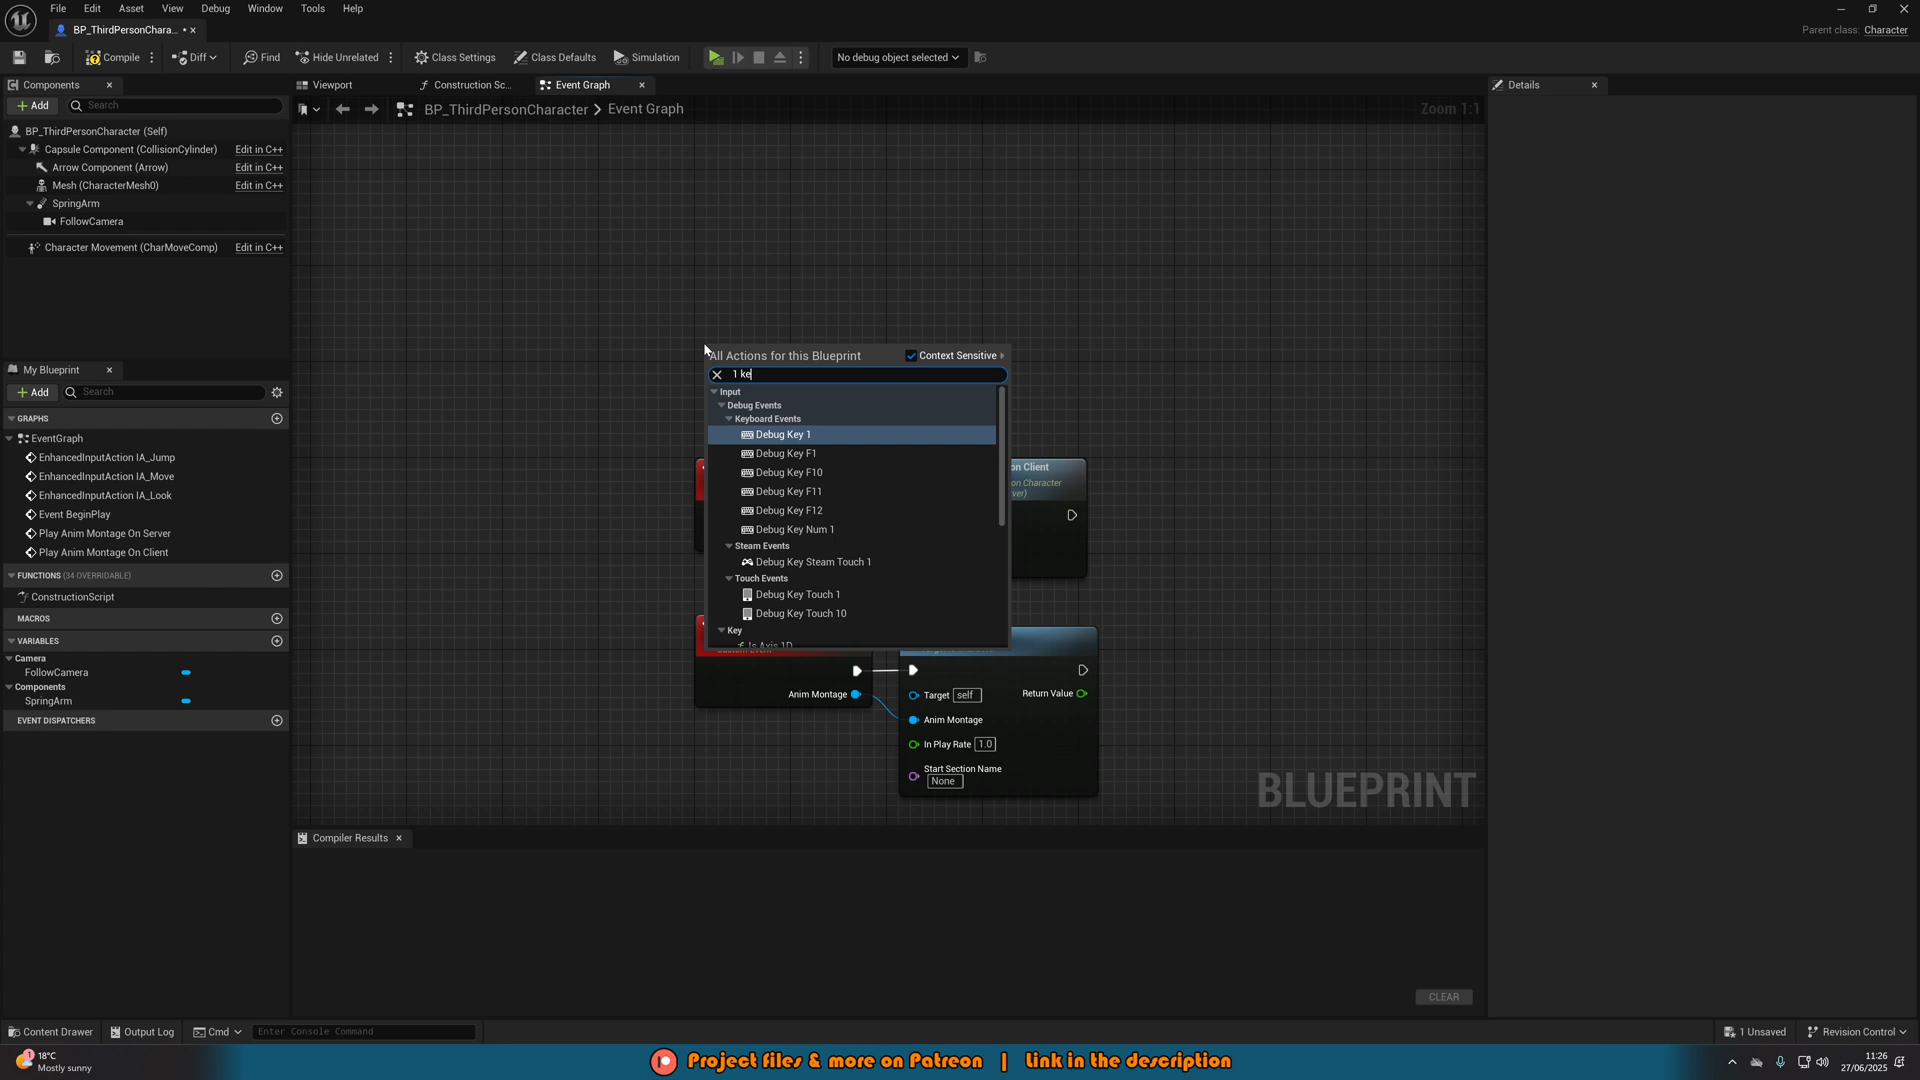 File Edit Asset View Debug Window Tools Help
BP_ThirdPersonChara... •
Parent class: Character
Compile
Diff
Find
Hide Unrelated
Class Settings
Class Defaults
Simulation
No debug object selected
Components
Viewport
Construction Sc...
Event Graph
Details
Add
Search
BP_ThirdPersonCharacter > Event Graph
Zoom 1:1
BP_ThirdPersonCharacter (Self)
Capsule Component (CollisionCylinder) Edit in C++
Arrow Component (Arrow) Edit in C++
Mesh (CharacterMesh0) Edit in C++
SpringArm
FollowCamera
Character Movement (CharMoveComp) Edit in C++
My Blueprint
Add
Search
GRAPHS
EventGraph
EnhancedInputAction IA_Jump
EnhancedInputAction IA_Move
EnhancedInputAction IA_Look
Event BeginPlay
Play Anim Montage On Server
Play Anim Montage On Client
FUNCTIONS (34 OVERRIDABLE)
ConstructionScript
MACROS
VARIABLES
Camera
FollowCamera
Components
SpringArm
EVENT DISPATCHERS
All Actions for this Blueprint
Context Sensitive
1 ke
Input
Debug Events
Keyboard Events
Debug Key 1
Debug Key F1
Debug Key F10
Debug Key F11
Debug Key F12
Debug Key Num 1
Steam Events
Debug Key Steam Touch 1
Touch Events
Debug Key Touch 1
Debug Key Touch 10
Key
Is Axis 1D
on Client
on Character
ver)
Anim Montage
Target self
Return Value
Anim Montage
In Play Rate 1.0
Start Section Name
None
BLUEPRINT
Compiler Results
CLEAR
Content Drawer
Output Log
Cmd
Enter Console Command
1 Unsaved
Revision Control
1
18°C
Mostly sunny
Project files & more on Patreon | Link in the description
11:26
27/06/2025